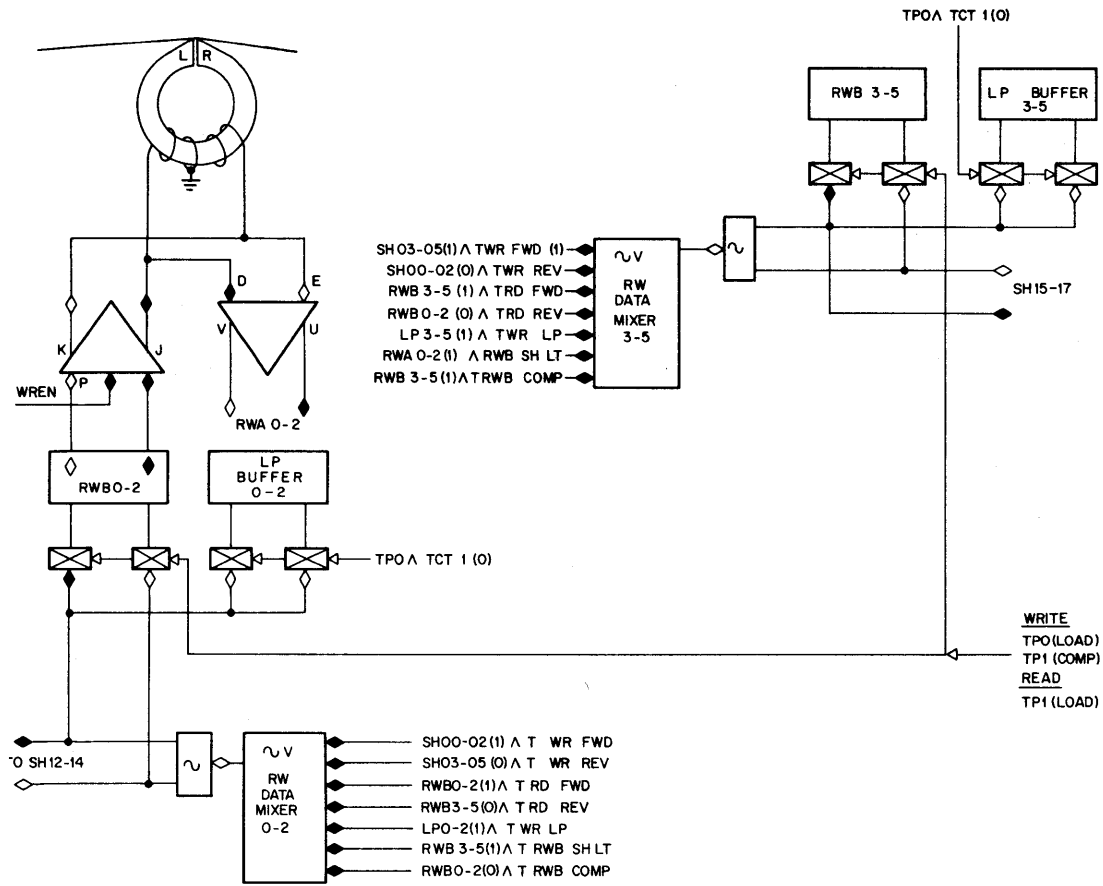 TPO∧ TCT 1(0)
L R
RWB 3-5
LP BUFFER
3-5
SH03-05(1)∧ TWR FWD (1)
SH00-02(0)∧ TWR REV
RWB 3-5 (1)∧ TRD FWD
RWB0-2 (0)∧ TRD REV
LP3-5(1)∧ TWR LP
RWA 0-2(1) ∧RWB SH LT
RWB 3-5(1)∧TRWB COMP
∿V
RW
DATA
MIXER
3-5
∿
SH15-17
D E
V U
K J
P
WREN
RWA 0-2
RWB0-2
LP
BUFFER
0-2
TPO∧ TCT 1(0)
WRITE
TPO(LOAD)
TP1(COMP)
READ
TP1(LOAD)
O SH12-14
∿
∿V
RW
DATA
MIXER
0-2
SH00-02(1)∧ T WR FWD
SH03-05(0)∧ T WR REV
RWB0-2(1)∧ T RD FWD
RWB3-5(0)∧ T RD REV
LP0-2(1)∧ T WR LP
RWB 3-5(1)∧ T RWB SH LT
RWB0-2(0)∧ T RWB COMP